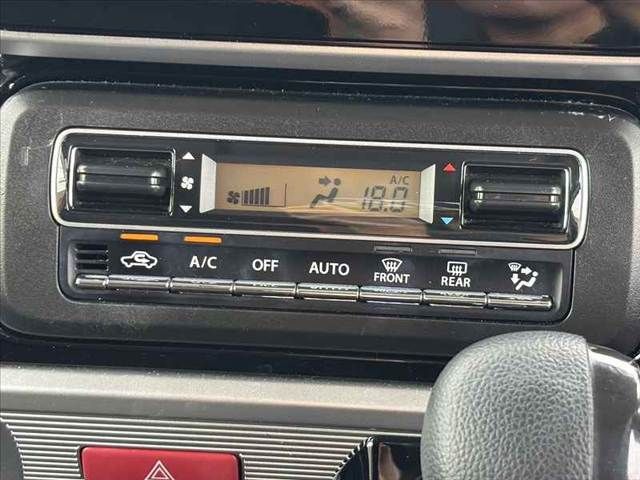 A/C
18.0
A/C OFF AUTO FRONT REAR